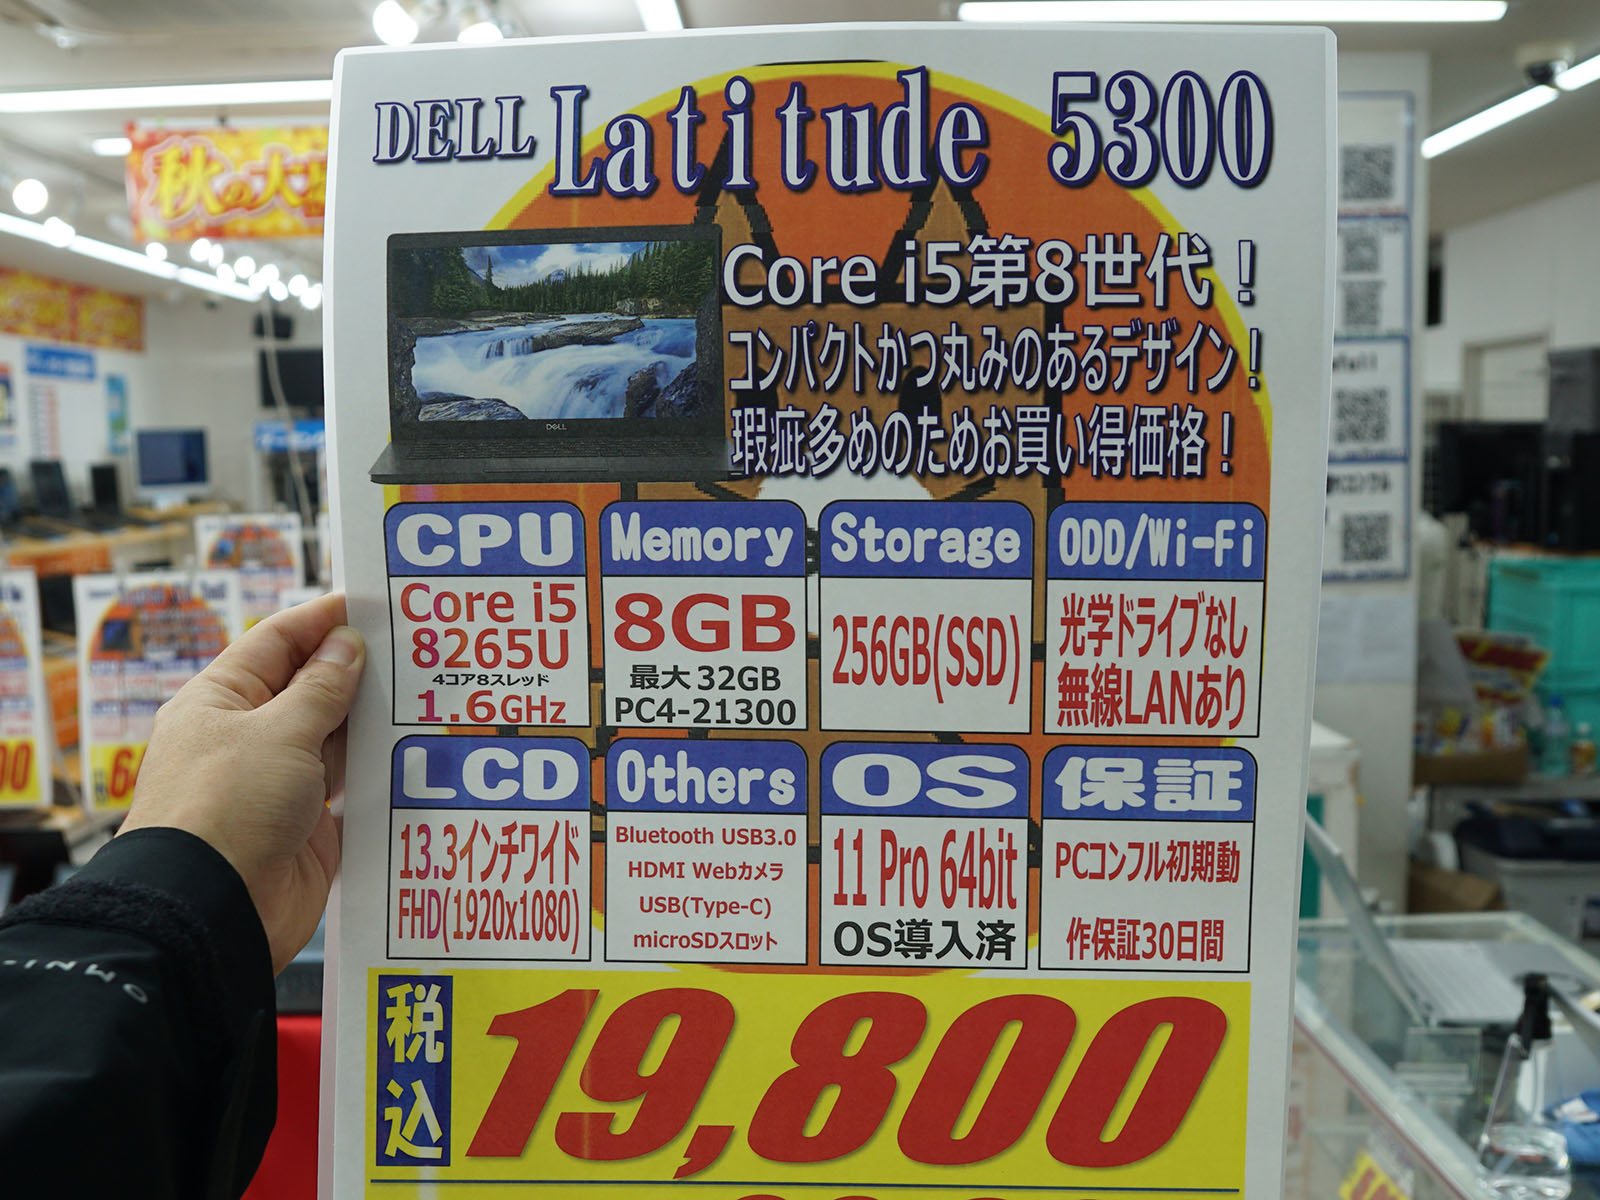 DELL Latitude 5300
Core i5第8世代！
コンパクトかつ丸みのあるデザイン！
瑕疵多めのためお買い得価格！
DELL
CPU
Core i5
8265U
4コア8スレッド
1.6GHz
Memory
8GB
最大 32GB
PC4-21300
Storage
256GB(SSD)
ODD/Wi-Fi
光学ドライブなし
無線LANあり
LCD
13.3インチワイド
FHD(1920x1080)
Others
Bluetooth USB3.0
HDMI Webカメラ
USB(Type-C)
microSDスロット
OS
11 Pro 64bit
OS導入済
保証
PCコンフル初期動
作保証30日間
税込
19,800
秋の大